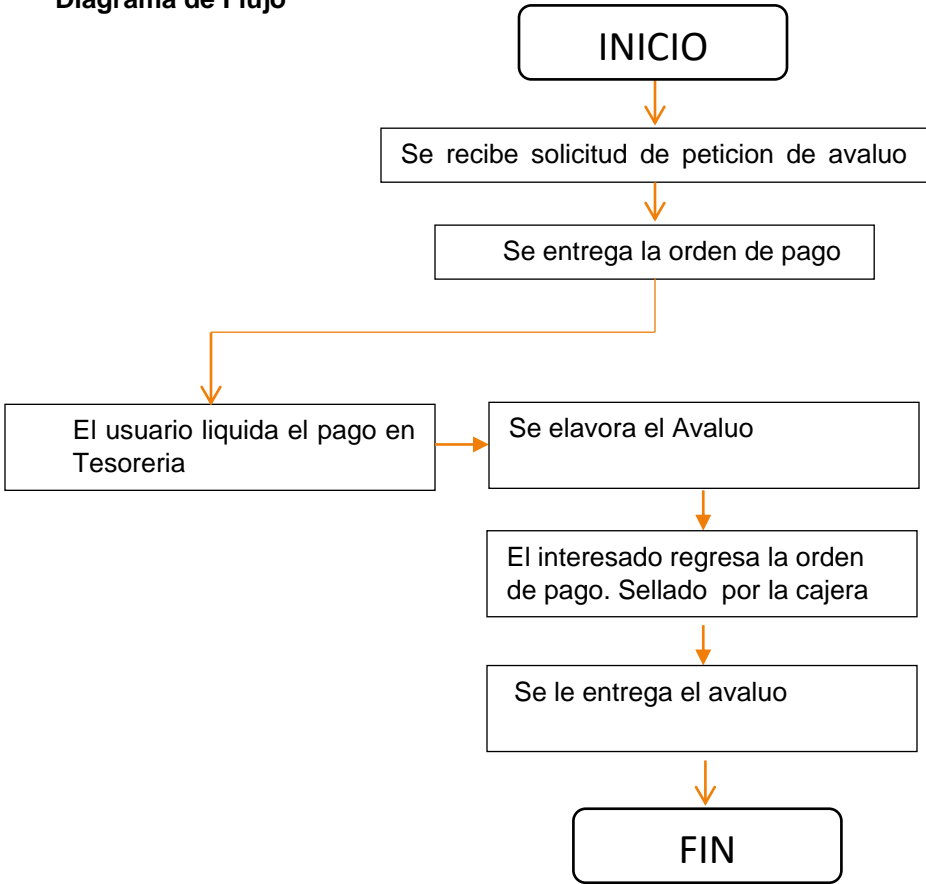 Diagrama de Flujo
INICIO
Se recibe solicitud de peticion de avaluo
Se entrega la orden de pago
El usuario liquida el pago en
Tesoreria
Se elavora el Avaluo
El interesado regresa la orden
de pago. Sellado por la cajera
Se le entrega el avaluo
FIN